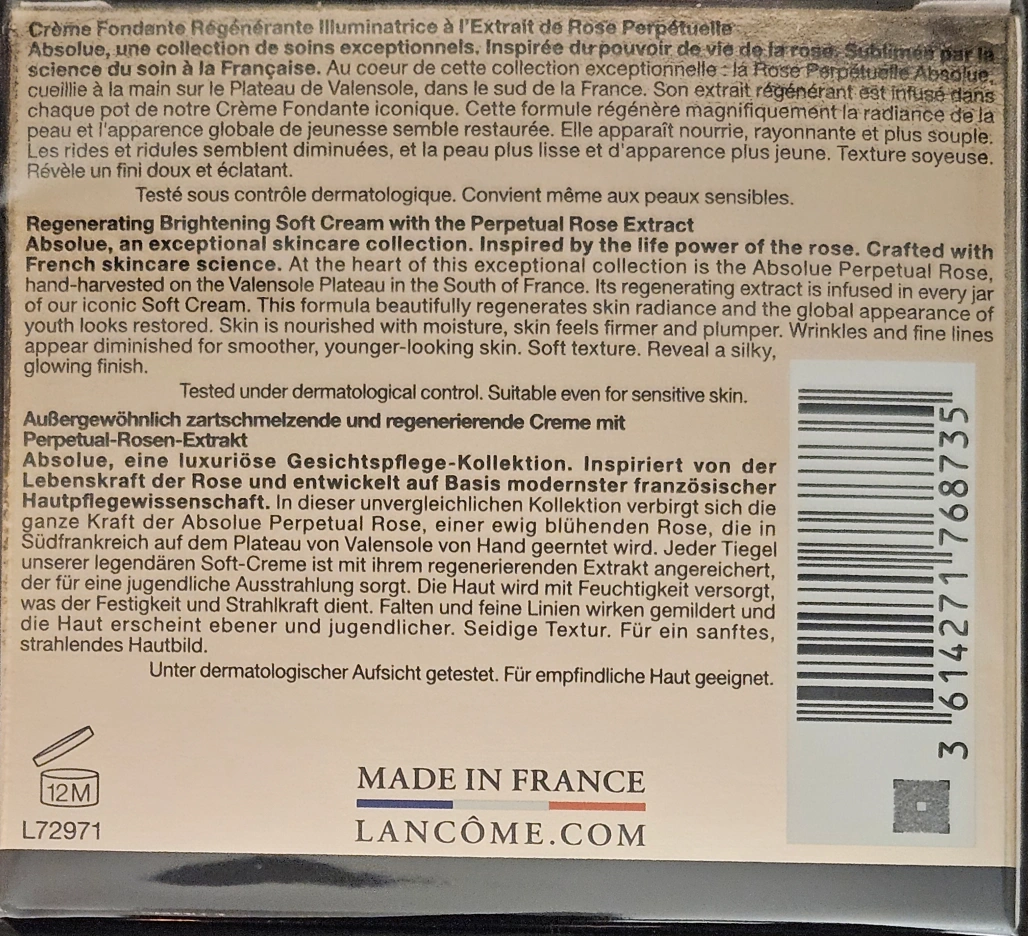 Crème Fondante Régénérante Illuminatrice à l'Extrait de Rose Perpétuelle
Absolue, une collection de soins exceptionnels. Inspirée du pouvoir de vie de la rose. Sublimée par la
science du soin à la Française. Au coeur de cette collection exceptionnelle : la Rose Perpétuelle Absolue,
cueillie à la main sur le Plateau de Valensole, dans le sud de la France. Son extrait régénérant est infusé dans
chaque pot de notre Crème Fondante iconique. Cette formule régénère magnifiquement la radiance de la
peau et l'apparence globale de jeunesse semble restaurée. Elle apparaît nourrie, rayonnante et plus souple.
Les rides et ridules semblent diminuées, et la peau plus lisse et d'apparence plus jeune. Texture soyeuse.
Révèle un fini doux et éclatant.
Testé sous contrôle dermatologique. Convient même aux peaux sensibles.
Regenerating Brightening Soft Cream with the Perpetual Rose Extract
Absolue, an exceptional skincare collection. Inspired by the life power of the rose. Crafted with
French skincare science. At the heart of this exceptional collection is the Absolue Perpetual Rose,
hand-harvested on the Valensole Plateau in the South of France. Its regenerating extract is infused in every jar
of our iconic Soft Cream. This formula beautifully regenerates skin radiance and the global appearance of
youth looks restored. Skin is nourished with moisture, skin feels firmer and plumper. Wrinkles and fine lines
appear diminished for smoother, younger-looking skin. Soft texture. Reveal a silky,
glowing finish.
Tested under dermatological control. Suitable even for sensitive skin.
Außergewöhnlich zartschmelzende und regenerierende Creme mit
Perpetual-Rosen-Extrakt
Absolue, eine luxuriöse Gesichtspflege-Kollektion. Inspiriert von der
Lebenskraft der Rose und entwickelt auf Basis modernster französischer
Hautpflegewissenschaft. In dieser unvergleichlichen Kollektion verbirgt sich die
ganze Kraft der Absolue Perpetual Rose, einer ewig blühenden Rose, die in
Südfrankreich auf dem Plateau von Valensole von Hand geerntet wird. Jeder Tiegel
unserer legendären Soft-Creme ist mit ihrem regenerierenden Extrakt angereichert,
der für eine jugendliche Ausstrahlung sorgt. Die Haut wird mit Feuchtigkeit versorgt,
was der Festigkeit und Strahlkraft dient. Falten und feine Linien wirken gemildert und
die Haut erscheint ebener und jugendlicher. Seidige Textur. Für ein sanftes,
strahlendes Hautbild.
Unter dermatologischer Aufsicht getestet. Für empfindliche Haut geeignet.
3 614271 768735
12M
L72971
MADE IN FRANCE
LANCÔME.COM